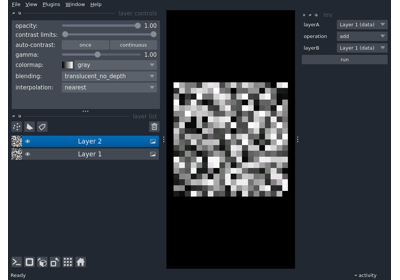 File View Plugins Window Help
layer controls
opacity: 1.00
contrast limits:
auto-contrast: once continuous
gamma: 1.00
colormap: gray
blending: translucent_no_depth
interpolation: nearest
layer list
Layer 2
Layer 1
layerA Layer 1 (data)
operation add
layerB Layer 1 (data)
run
Ready
activity